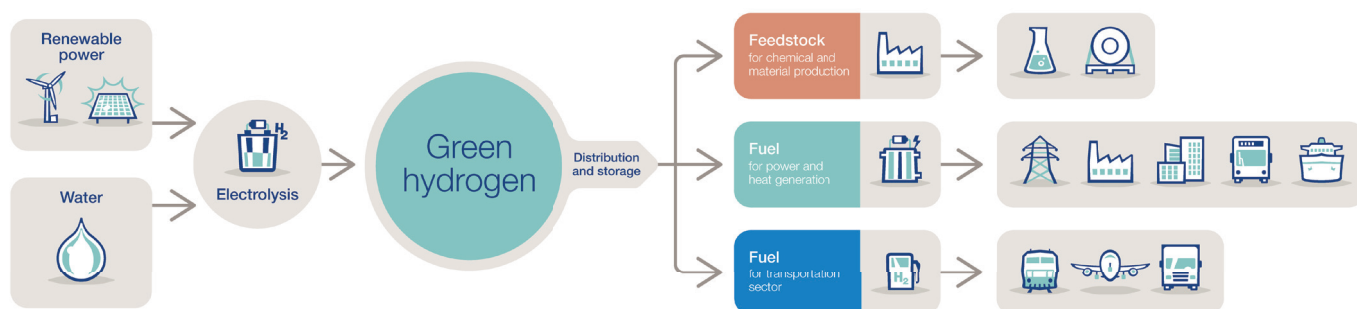 Renewable
power
Water
H2
Electrolysis
Green
hydrogen
Distribution
and storage
Feedstock
for chemical and
material production
Fuel
for power and
heat generation
Fuel
for transportation
sector
H2